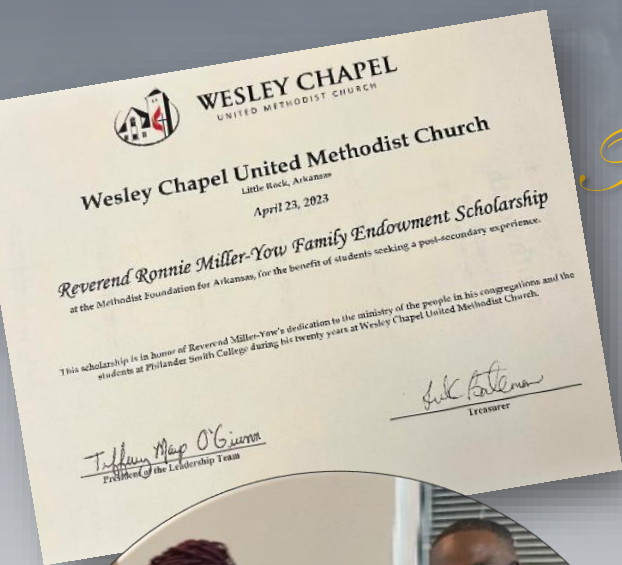 WESLEY CHAPEL
UNITED METHODIST CHURCH
Wesley Chapel United Methodist Church
Little Rock, Arkansas
April 23, 2023
Reverend Ronnie Miller-Yow Family Endowment Scholarship
at the Methodist Foundation for Arkansas, for the benefit of students seeking a post-secondary experience.
This scholarship is in honor of Reverend Miller-Yow's dedication to the ministry of the people in his congregations and the
students at Philander Smith College during his twenty years at Wesley Chapel United Methodist Church.
Treasurer
Tiffany
President of the Leadership Team